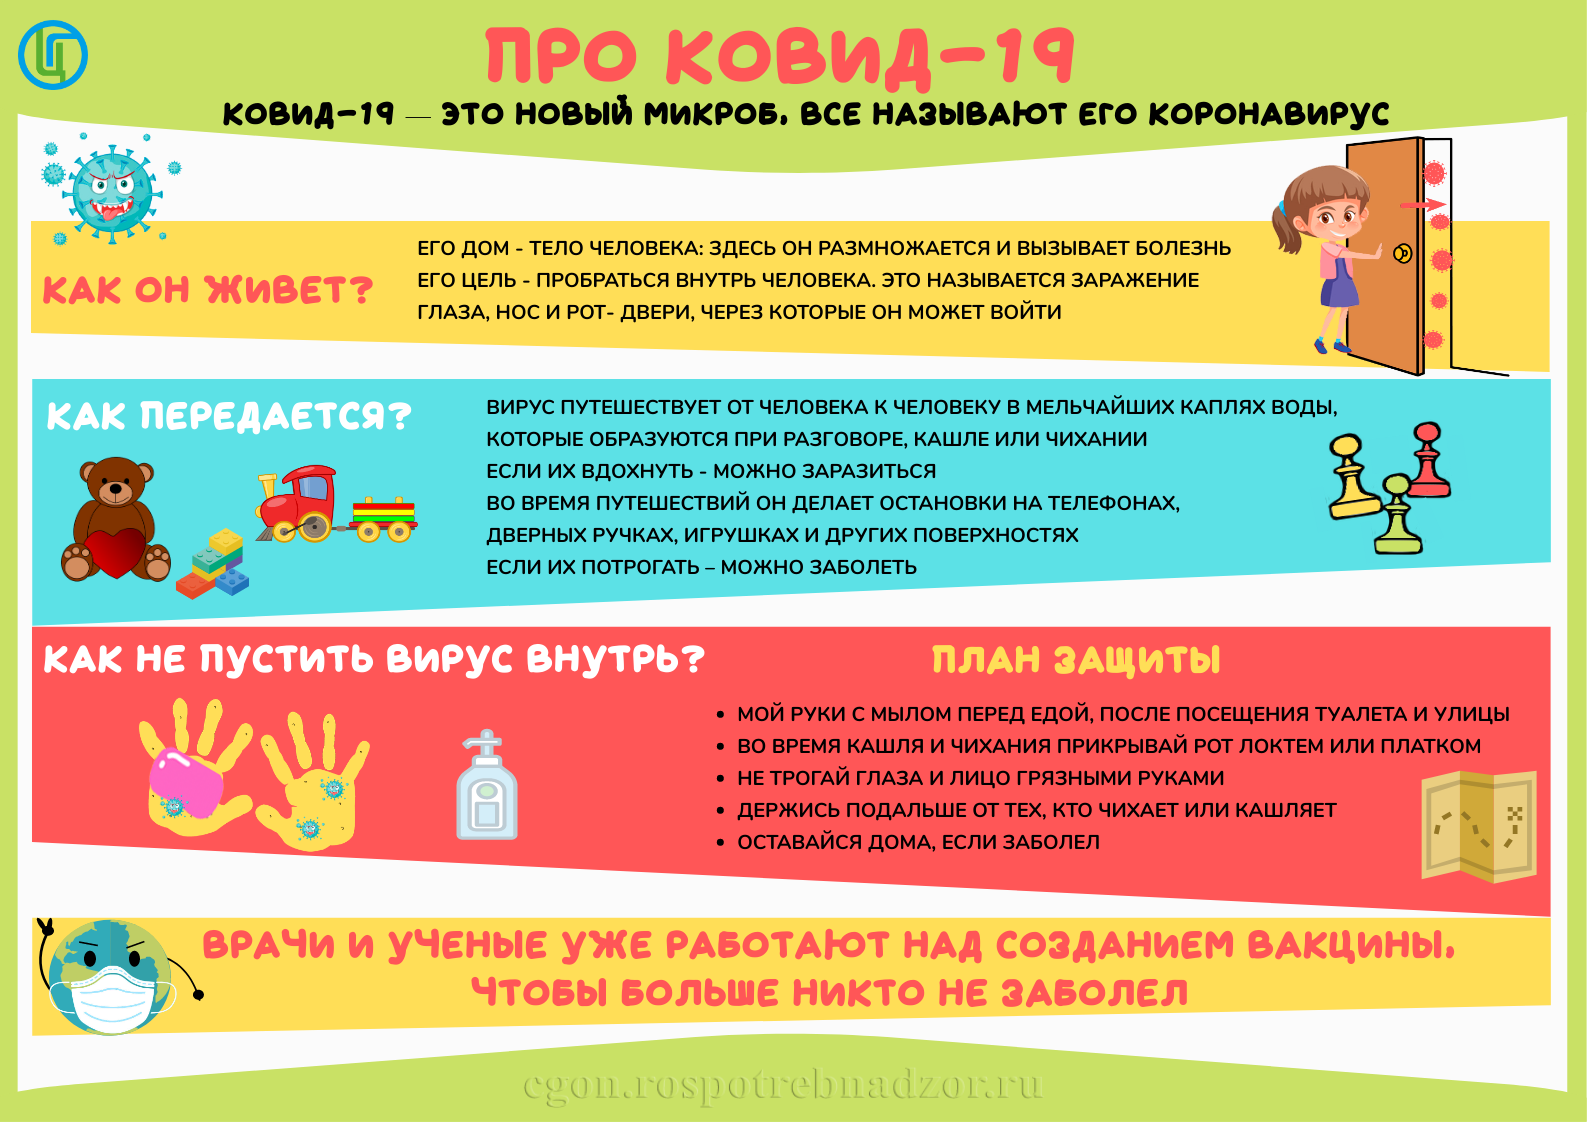 ПРО КОВИД-19
КОВИД-19 — ЭТО НОВЫЙ МИКРОБ, ВСЕ НАЗЫВАЮТ ЕГО КОРОНАВИРУС
КАК ОН ЖИВЕТ?
ЕГО ДОМ - ТЕЛО ЧЕЛОВЕКА: ЗДЕСЬ ОН РАЗМНОЖАЕТСЯ И ВЫЗЫВАЕТ БОЛЕЗНЬ
ЕГО ЦЕЛЬ - ПРОБРАТЬСЯ ВНУТРЬ ЧЕЛОВЕКА. ЭТО НАЗЫВАЕТСЯ ЗАРАЖЕНИЕ
ГЛАЗА, НОС И РОТ- ДВЕРИ, ЧЕРЕЗ КОТОРЫЕ ОН МОЖЕТ ВОЙТИ
КАК ПЕРЕДАЕТСЯ?
ВИРУС ПУТЕШЕСТВУЕТ ОТ ЧЕЛОВЕКА К ЧЕЛОВЕКУ В МЕЛЬЧАЙШИХ КАПЛЯХ ВОДЫ,
КОТОРЫЕ ОБРАЗУЮТСЯ ПРИ РАЗГОВОРЕ, КАШЛЕ ИЛИ ЧИХАНИИ
ЕСЛИ ИХ ВДОХНУТЬ - МОЖНО ЗАРАЗИТЬСЯ
ВО ВРЕМЯ ПУТЕШЕСТВИЙ ОН ДЕЛАЕТ ОСТАНОВКИ НА ТЕЛЕФОНАХ,
ДВЕРНЫХ РУЧКАХ, ИГРУШКАХ И ДРУГИХ ПОВЕРХНОСТЯХ
ЕСЛИ ИХ ПОТРОГАТЬ – МОЖНО ЗАБОЛЕТЬ
КАК НЕ ПУСТИТЬ ВИРУС ВНУТРЬ?
ПЛАН ЗАЩИТЫ
• МОЙ РУКИ С МЫЛОМ ПЕРЕД ЕДОЙ, ПОСЛЕ ПОСЕЩЕНИЯ ТУАЛЕТА И УЛИЦЫ
• ВО ВРЕМЯ КАШЛЯ И ЧИХАНИЯ ПРИКРЫВАЙ РОТ ЛОКТЕМ ИЛИ ПЛАТКОМ
• НЕ ТРОГАЙ ГЛАЗА И ЛИЦО ГРЯЗНЫМИ РУКАМИ
• ДЕРЖИСЬ ПОДАЛЬШЕ ОТ ТЕХ, КТО ЧИХАЕТ ИЛИ КАШЛЯЕТ
• ОСТАВАЙСЯ ДОМА, ЕСЛИ ЗАБОЛЕЛ
ВРАЧИ И УЧЕНЫЕ УЖЕ РАБОТАЮТ НАД СОЗДАНИЕМ ВАКЦИНЫ,
ЧТОБЫ БОЛЬШЕ НИКТО НЕ ЗАБОЛЕЛ
cgon.rospotrebnadzor.ru